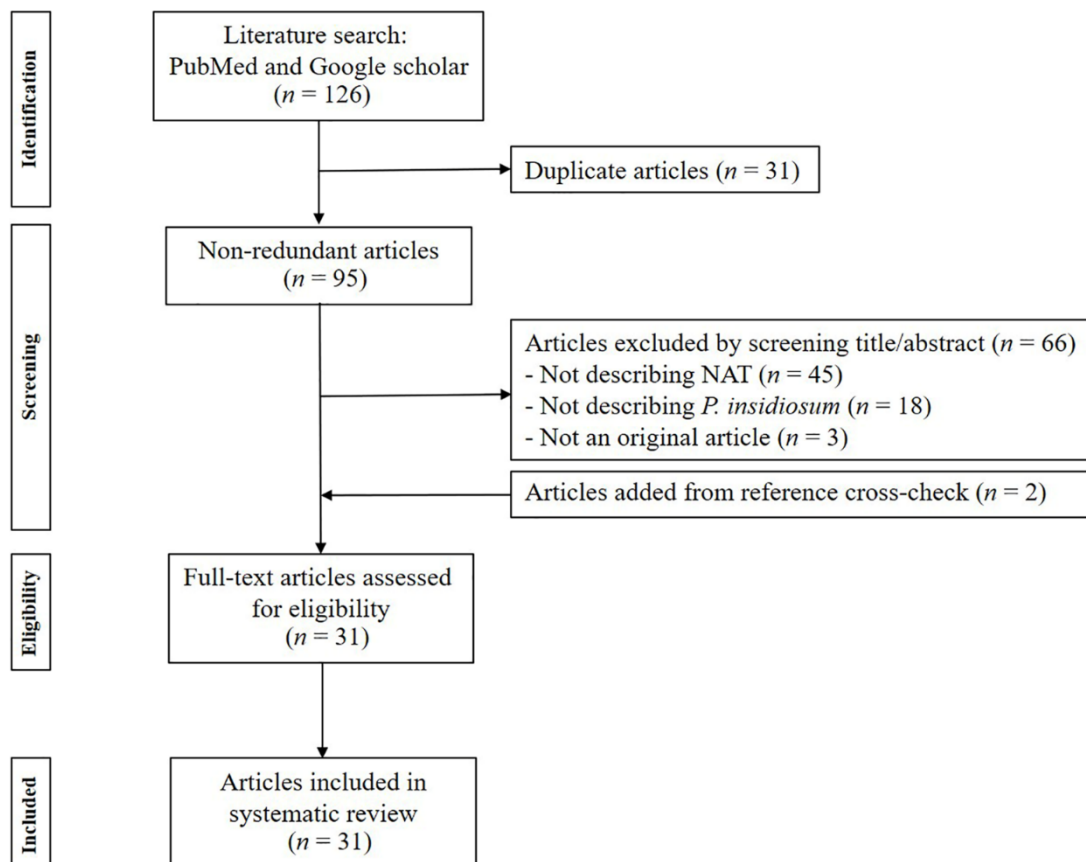 Identification
Literature search:
PubMed and Google scholar
(n = 126)
Duplicate articles (n = 31)
Screening
Non-redundant articles
(n = 95)
Articles excluded by screening title/abstract (n = 66)
- Not describing NAT (n = 45)
- Not describing P. insidiosum (n = 18)
- Not an original article (n = 3)
Articles added from reference cross-check (n = 2)
Eligibility
Full-text articles assessed
for eligibility
(n = 31)
Included
Articles included in
systematic review
(n = 31)